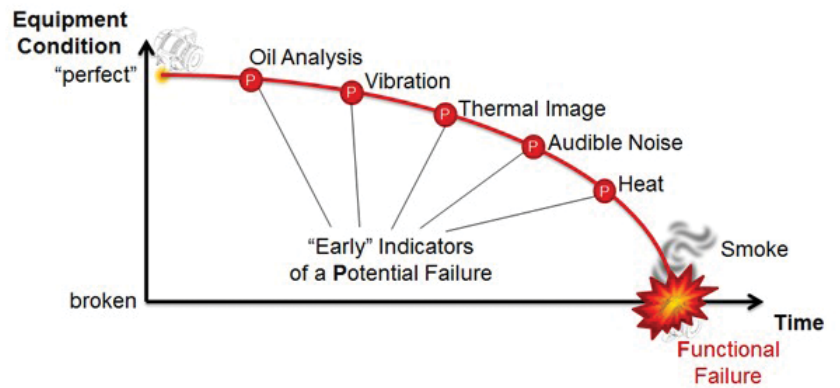 Equipment
Condition
“perfect”
Oil Analysis
P
Vibration
P
Thermal Image
P
Audible Noise
P
Heat
P
“Early” Indicators
of a Potential Failure
Smoke
broken
Time
Functional
Failure